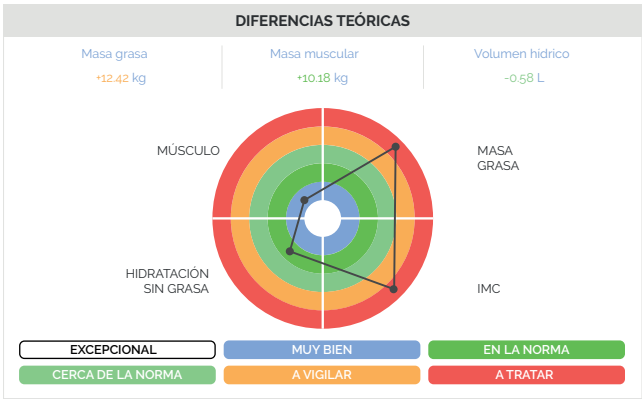 DIFERENCIAS TEÓRICAS
Masa grasa
Masa muscular
Volumen hídrico
+12.42 kg
+10.18 kg
-0.58 L
MÚSCULO
MASA
GRASA
HIDRATACIÓN
SIN GRASA
IMC
EXCEPCIONAL
MUY BIEN
EN LA NORMA
CERCA DE LA NORMA
A VIGILAR
A TRATAR